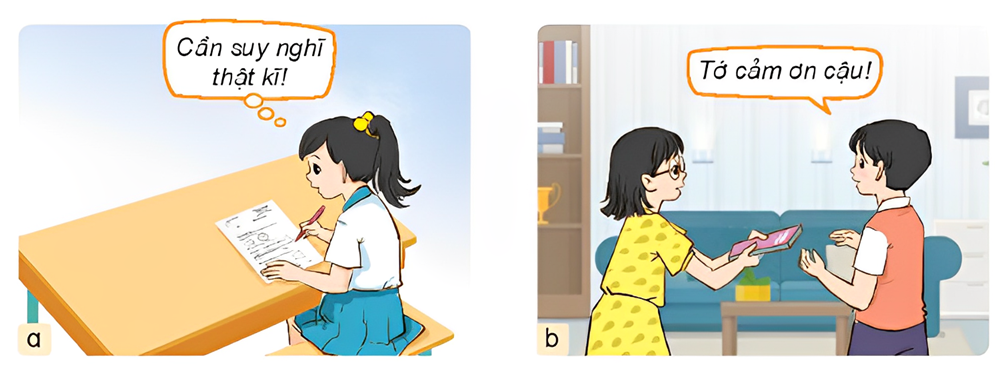 Cần suy nghĩ
thật kĩ!
Tớ cảm ơn cậu!
a
b